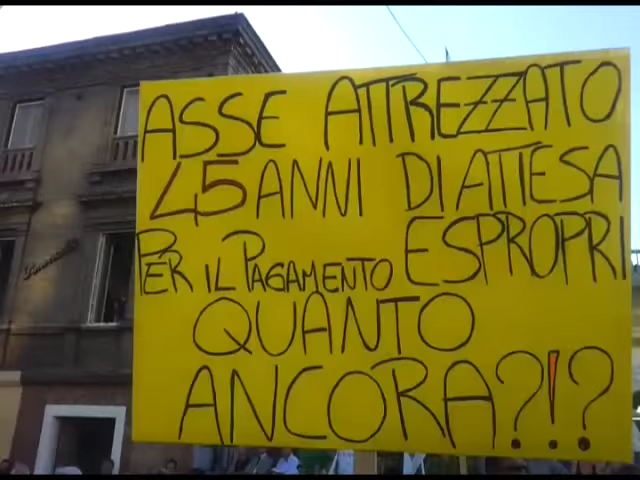 ASSE ATTREZZATO
45 ANNI DI ATTESA
PER IL PAGAMENTO ESPROPRI
QUANTO
ANCORA?!?